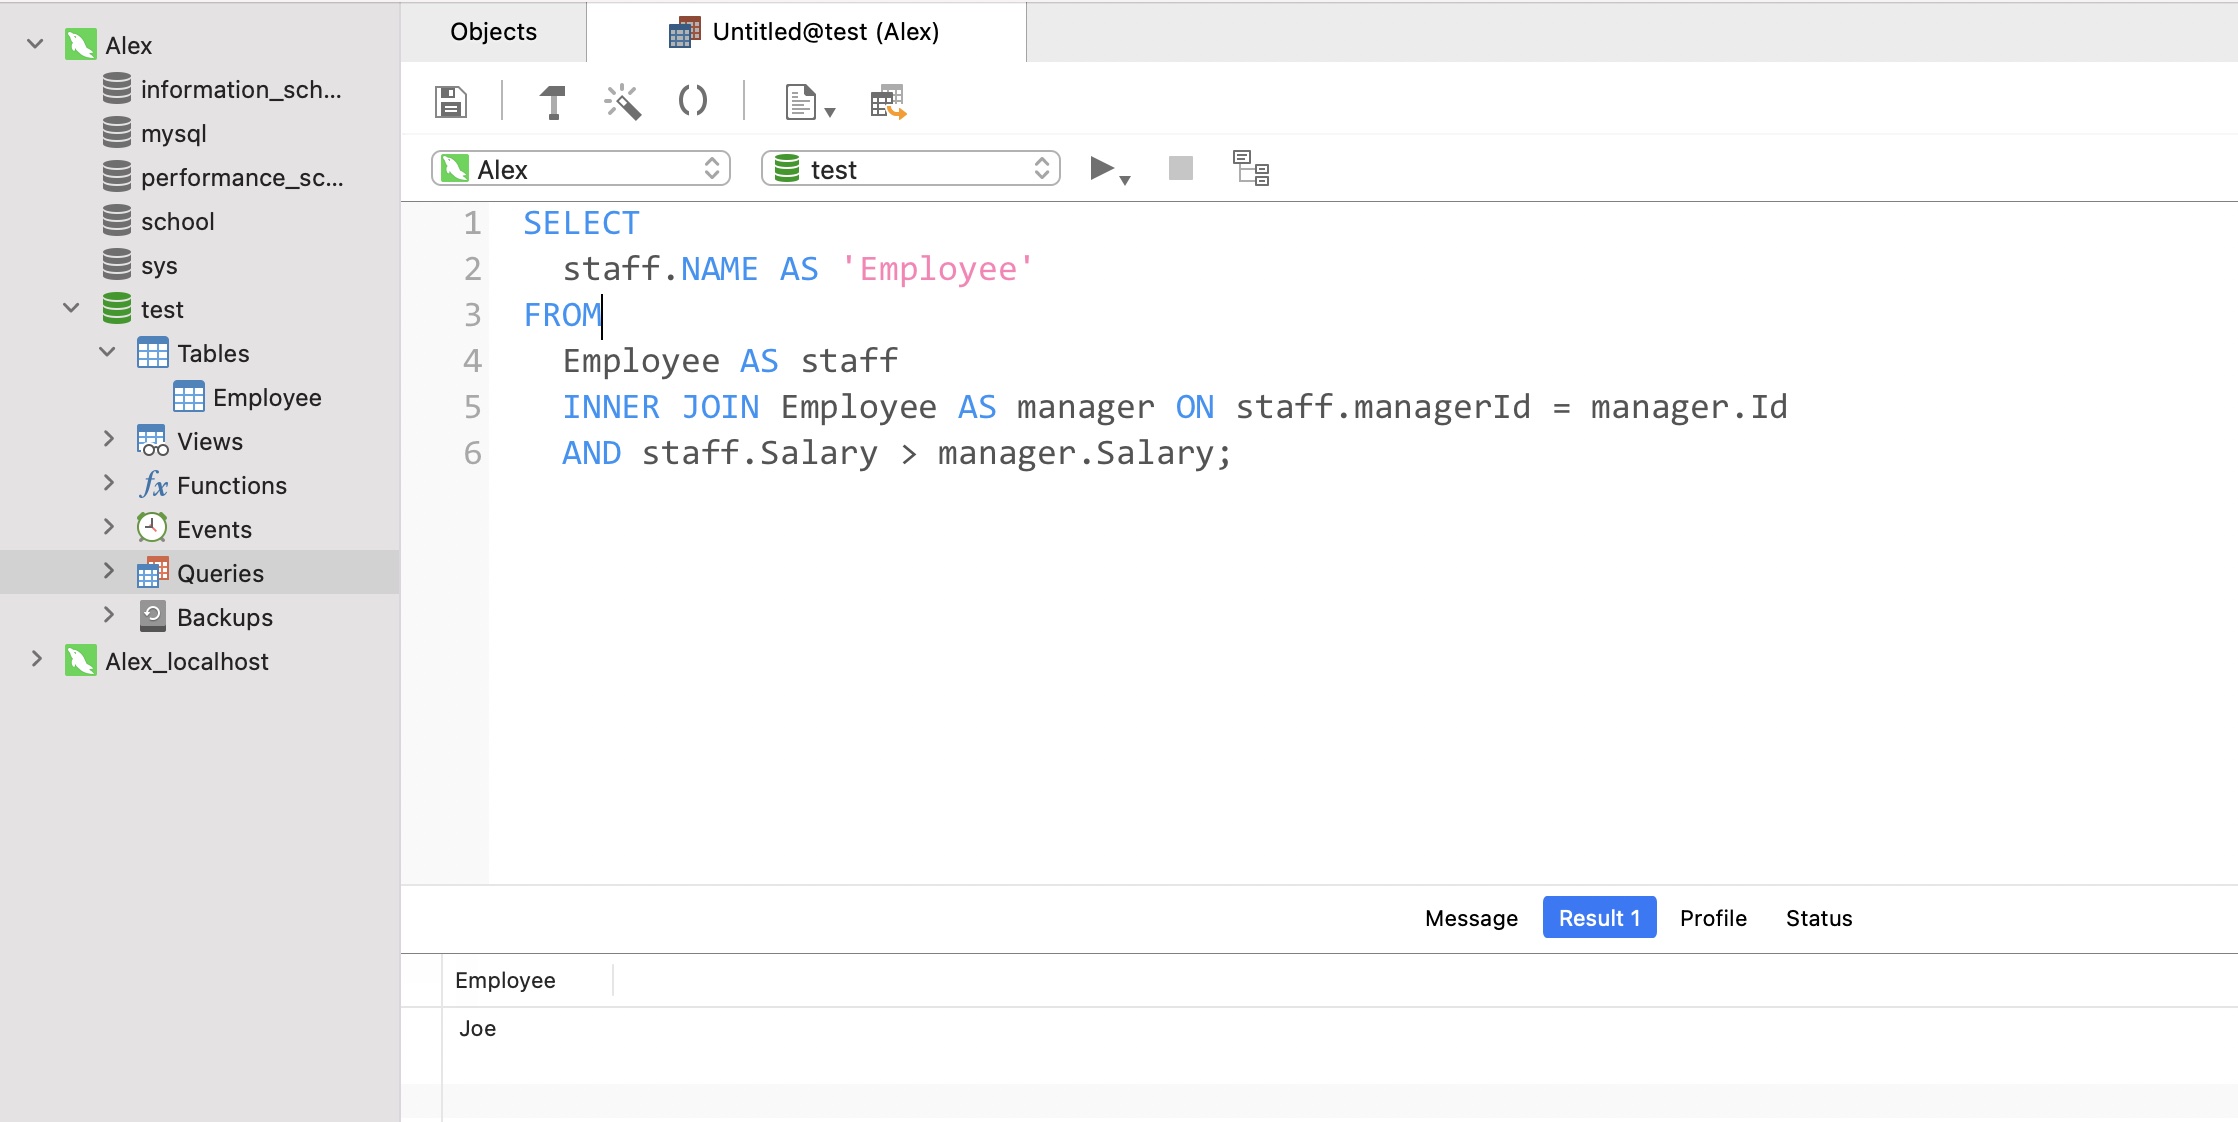 Alex
information_sch...
mysql
performance_sc...
school
sys
test
Tables
Employee
Views
fx Functions
Events
Queries
Backups
Alex_localhost
Objects
Untitled@test (Alex)
Alex
test
1 SELECT
2 staff.NAME AS 'Employee'
3 FROM
4 Employee AS staff
5 INNER JOIN Employee AS manager ON staff.managerId = manager.Id
6 AND staff.Salary > manager.Salary;
Message Result 1 Profile Status
Employee
Joe